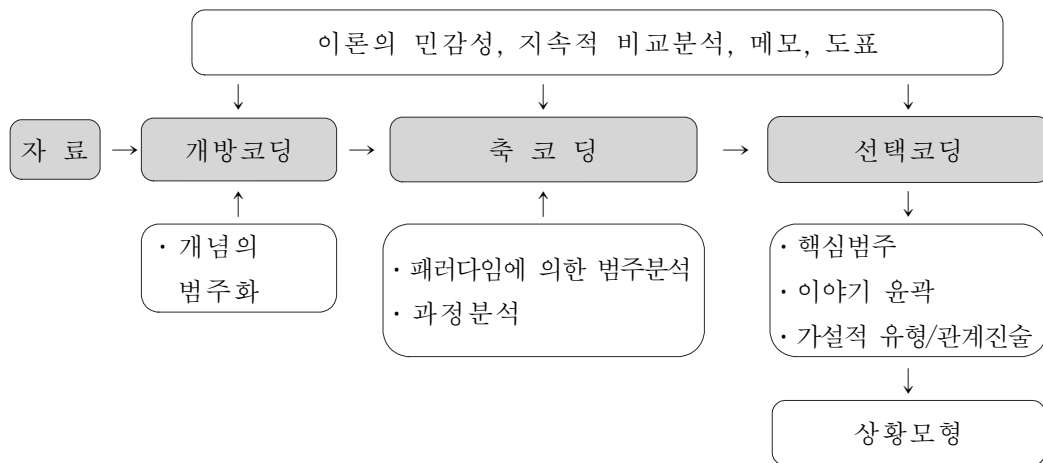 이론의 민감성, 지속적 비교분석, 메모, 도표
자 료
개방코딩
축 코 딩
선택코딩
· 개념의
범주화
· 패러다임에 의한 범주분석
· 과정분석
· 핵심범주
· 이야기 윤곽
· 가설적 유형/관계진술
상황모형